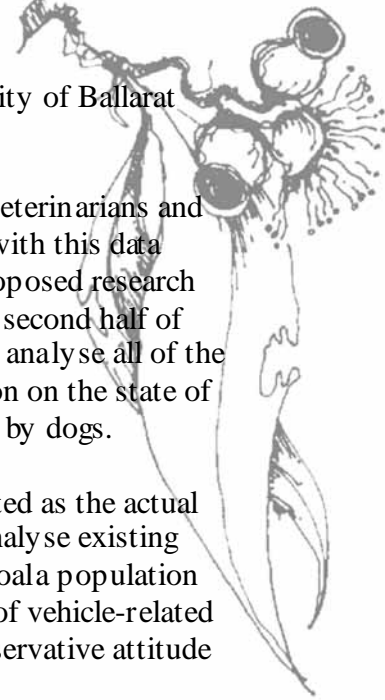 ity of Ballarat
eterinarians and
with this data
oposed research
second half of
analyse all of the
on on the state of
by dogs.
ted as the actual
nalyse existing
oala population
of vehicle-related
servative attitude